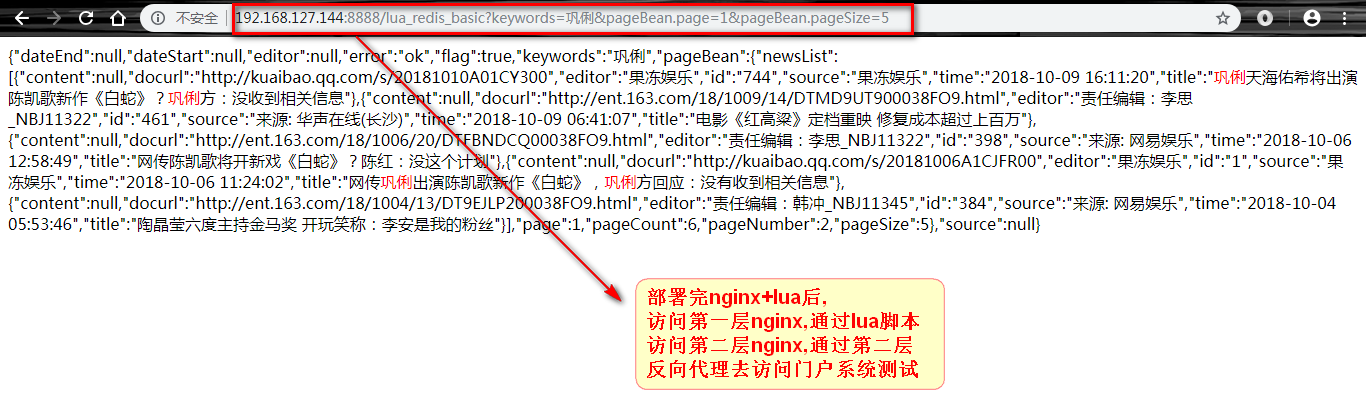 不安全 192.168.127.144:8888/lua_redis_basic?keywords=巩俐&pageBean.page=1&pageBean.pageSize=5
{"dateEnd":null,"dateStart":null,"editor":null,"error":"ok","flag":true,"keywords":"巩俐","pageBean":{"newsList":
[{"content":null,"docurl":"http://kuaibao.qq.com/s/20181010A01CY300","editor":"果冻娱乐","id":"744","source":"果冻娱乐","time":"2018-10-09 16:11:20","title":"巩俐天海佑希将出演
陈凯歌新作《白蛇》？巩俐方：没收到相关信息"},{"content":null,"docurl":"http://ent.163.com/18/1009/14/DTMD9UT900038FO9.html","editor":"责任编辑：李思
_NBJ11322","id":"461","source":"来源: 华声在线(长沙)","time":"2018-10-09 06:41:07","title":"电影《红高粱》定档重映 修复成本超过上百万"},
{"content":null,"docurl":"http://ent.163.com/18/1006/20/DTFBNDCQ00038FO9.html","editor":"责任编辑：李思_NBJ11322","id":"398","source":"来源: 网易娱乐","time":"2018-10-06
12:58:49","title":"网传陈凯歌将开新戏《白蛇》？陈红：没这个计划"},{"content":null,"docurl":"http://kuaibao.qq.com/s/20181006A1CJFR00","editor":"果冻娱乐","id":"1","source":"果
冻娱乐","time":"2018-10-06 11:24:02","title":"网传巩俐出演陈凯歌新作《白蛇》，巩俐方回应：没有收到相关信息"},
{"content":null,"docurl":"http://ent.163.com/18/1004/13/DT9EJLP200038FO9.html","editor":"责任编辑：韩冲_NBJ11345","id":"384","source":"来源: 网易娱乐","time":"2018-10-04
05:53:46","title":"陶晶莹六度主持金马奖 开玩笑称：李安是我的粉丝"}],"page":1,"pageCount":6,"pageNumber":2,"pageSize":5},"source":null}
部署完nginx+lua后,
访问第一层nginx,通过lua脚本
访问第二层nginx,通过第二层
反向代理去访问门户系统测试